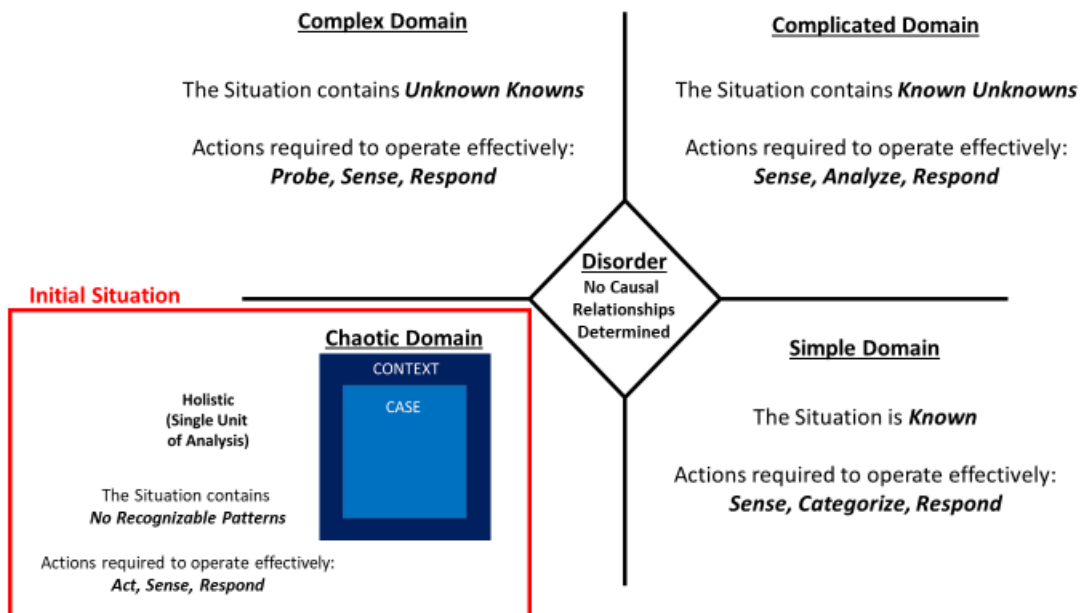 Complex Domain
The Situation contains Unknown Knowns
Actions required to operate effectively:
Probe, Sense, Respond
Complicated Domain
The Situation contains Known Unknowns
Actions required to operate effectively:
Sense, Analyze, Respond
Disorder
No Causal
Relationships
Determined
Initial Situation
Chaotic Domain
CONTEXT
CASE
Holistic
(Single Unit
of Analysis)
The Situation contains
No Recognizable Patterns
Actions required to operate effectively:
Act, Sense, Respond
Simple Domain
The Situation is Known
Actions required to operate effectively:
Sense, Categorize, Respond